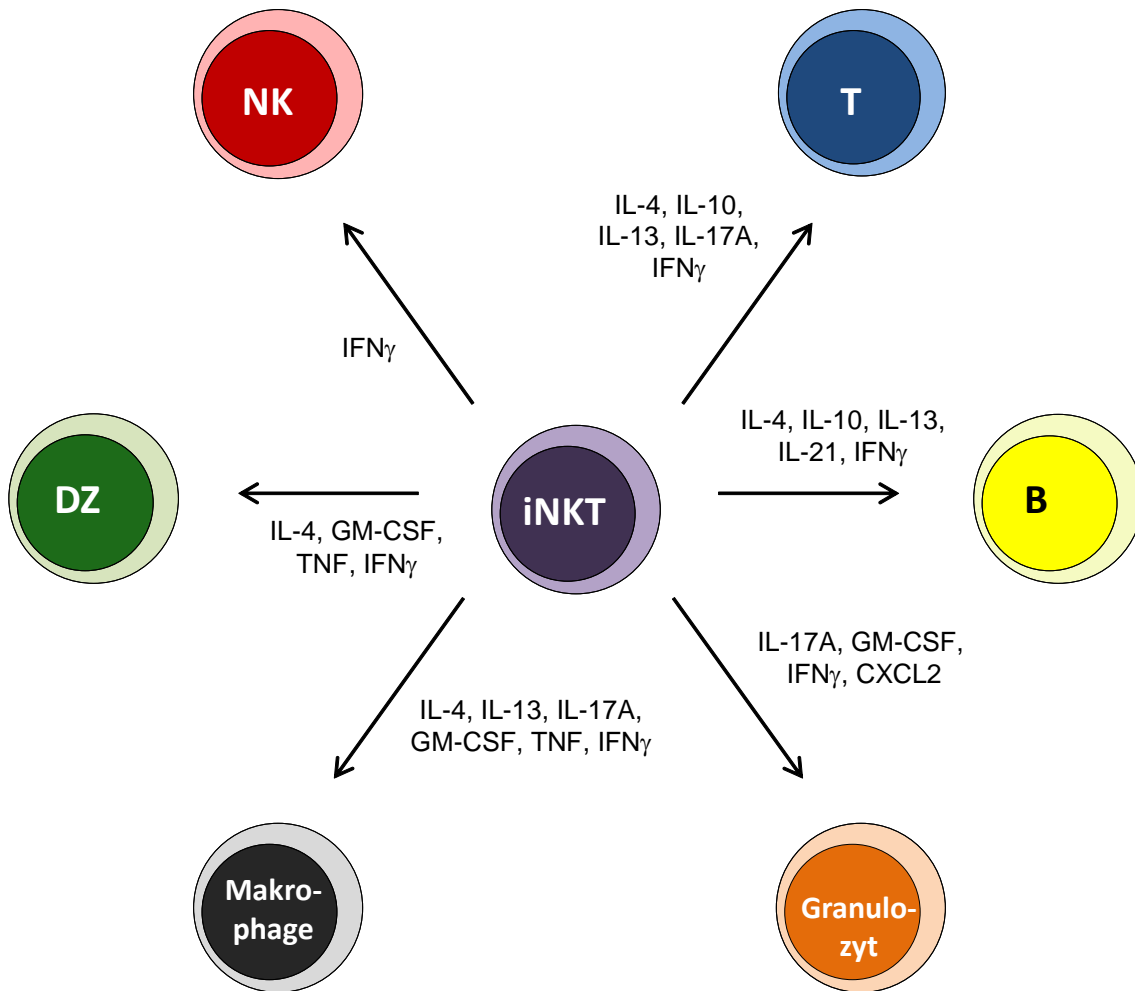 NK
T
IL-4, IL-10,
IL-13, IL-17A,
IFNγ
IFNγ
IL-4, IL-10, IL-13,
IL-21, IFNγ
DZ
iNKT
B
IL-4, GM-CSF,
TNF, IFNγ
IL-17A, GM-CSF,
IFNγ, CXCL2
IL-4, IL-13, IL-17A,
GM-CSF, TNF, IFNγ
Makro-
phage
Granulo-
zyt